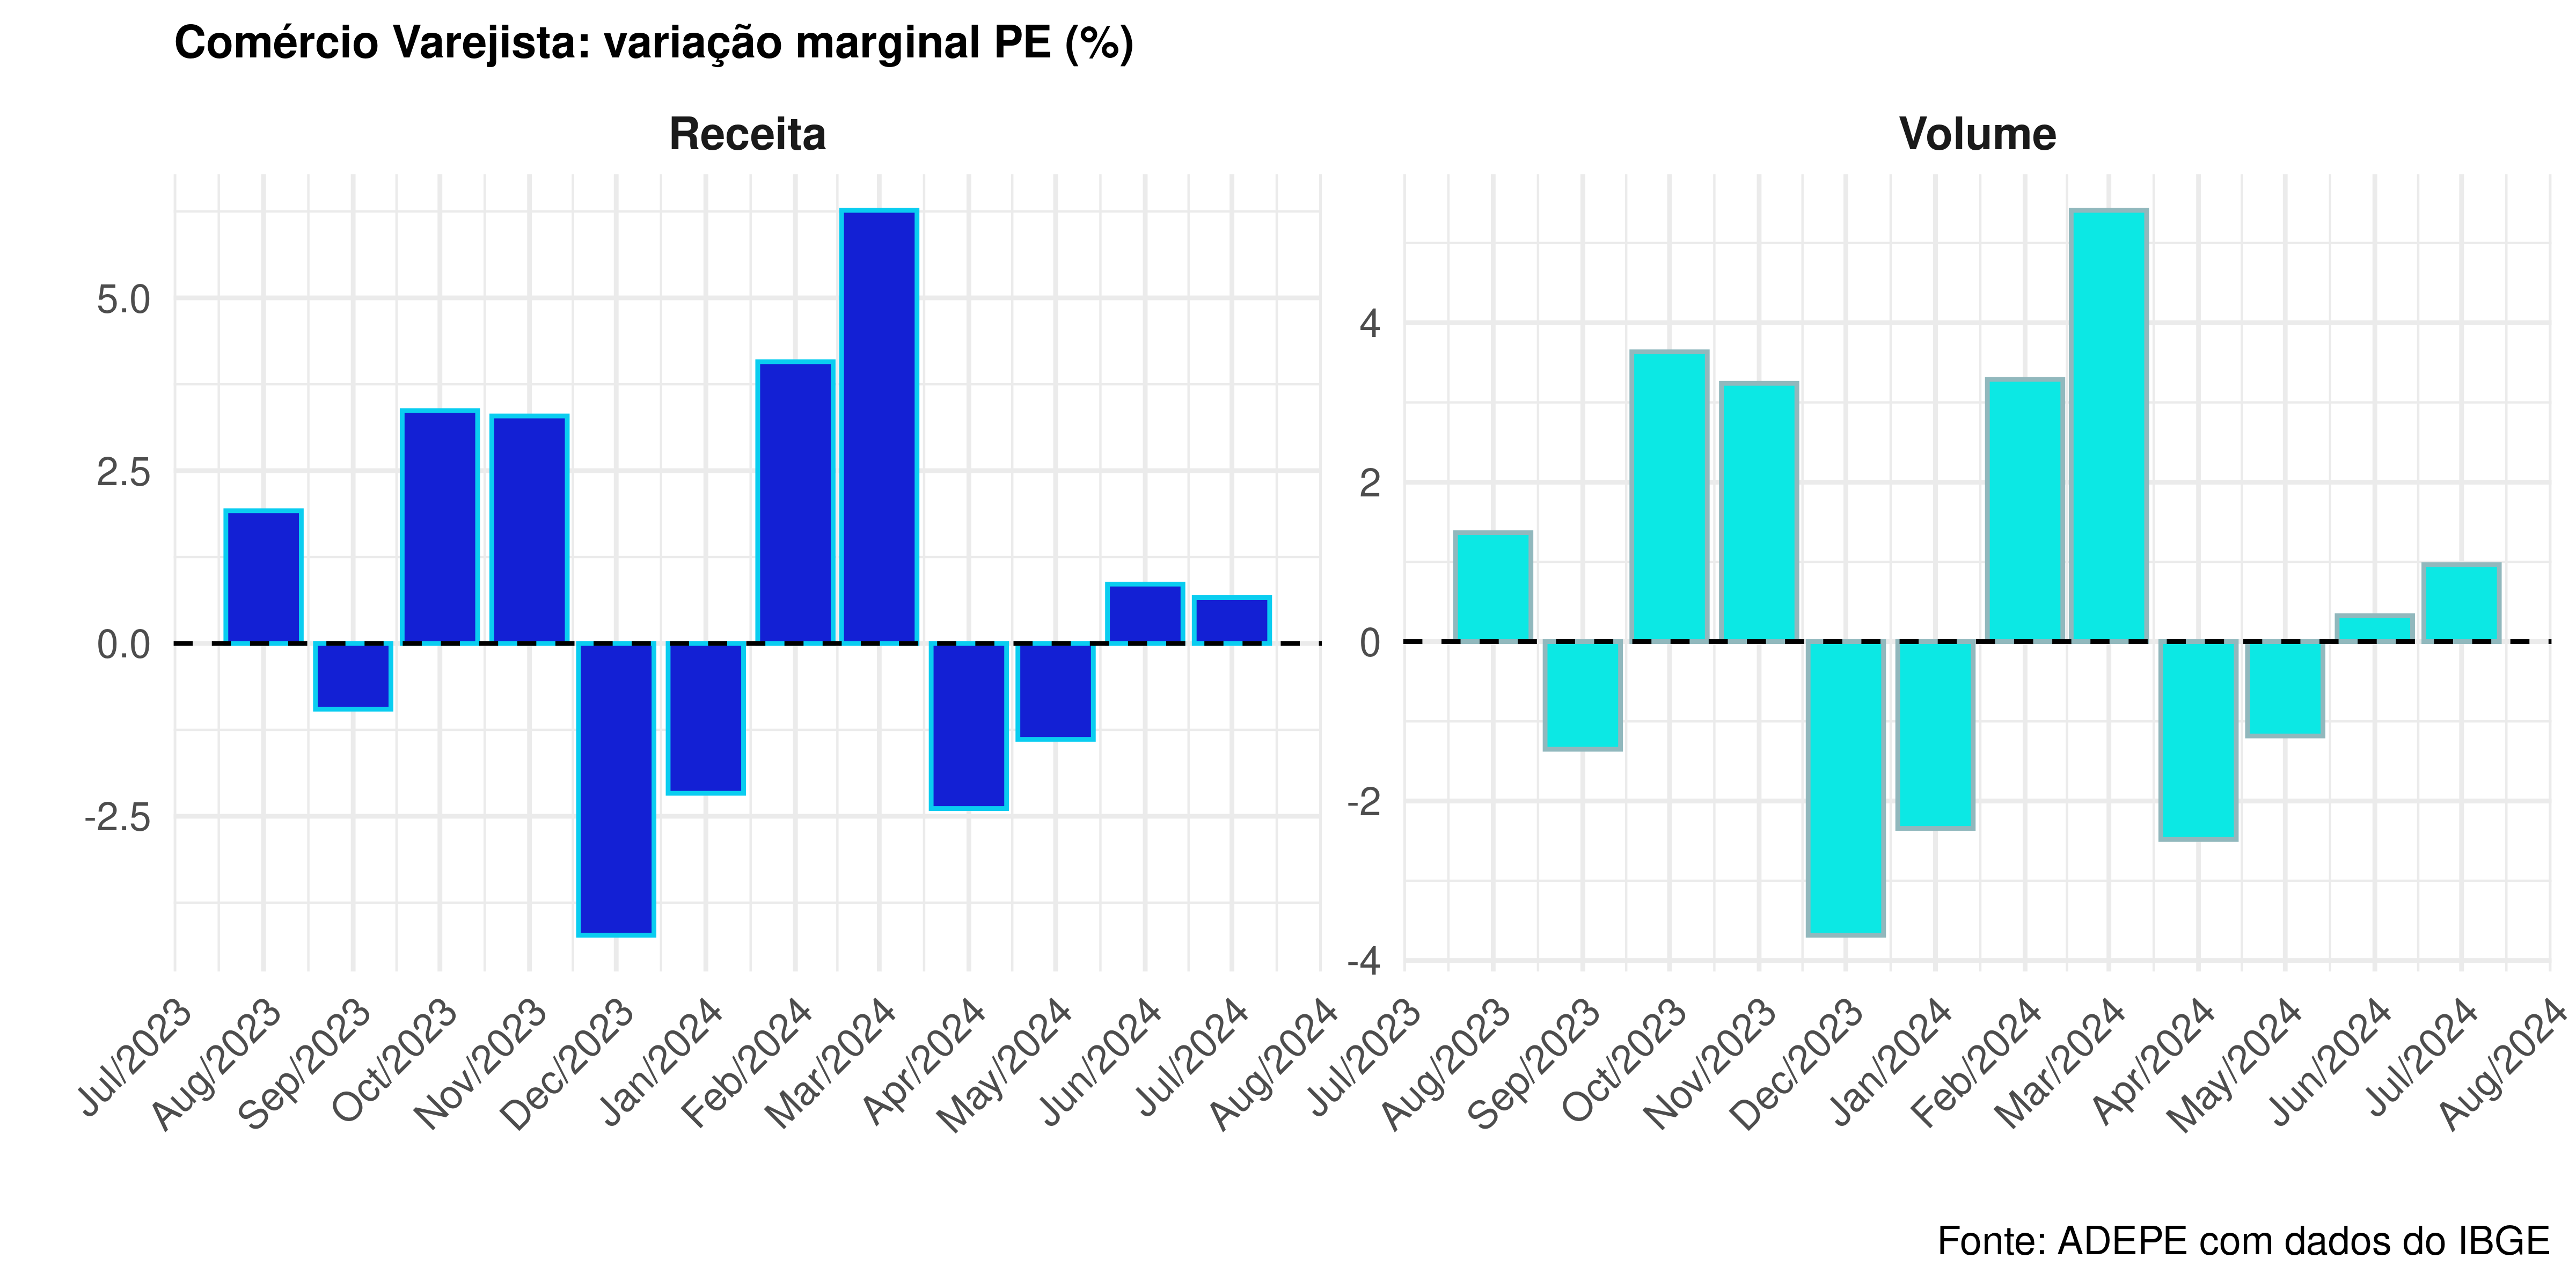 Comércio Varejista: variação marginal PE (%)
Receita
5.0
2.5
0.0
-2.5
Jul/2023
Aug/2023
Sep/2023
Oct/2023
Nov/2023
Dec/2023
Jan/2024
Feb/2024
Mar/2024
Apr/2024
May/2024
Jun/2024
Jul/2024
Aug/2024
Volume
4
2
0
-2
-4
Jul/2023
Aug/2023
Sep/2023
Oct/2023
Nov/2023
Dec/2023
Jan/2024
Feb/2024
Mar/2024
Apr/2024
May/2024
Jun/2024
Jul/2024
Aug/2024
Fonte: ADEPE com dados do IBGE